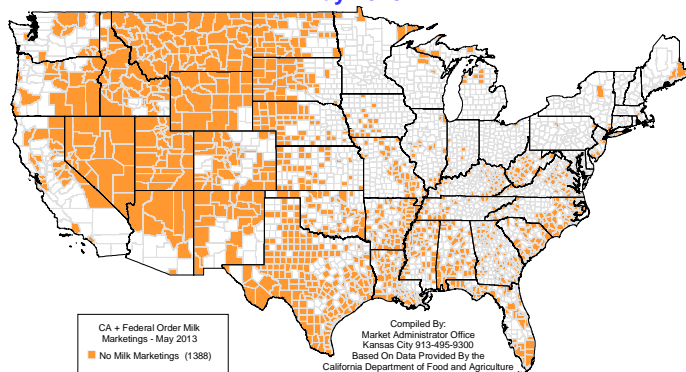 CA + Federal Order Milk
Marketings - May 2013
No Milk Marketings (1388)
Compiled By:
Market Administrator Office
Kansas City 913-495-9300
Based On Data Provided By the
California Department of Food and Agriculture